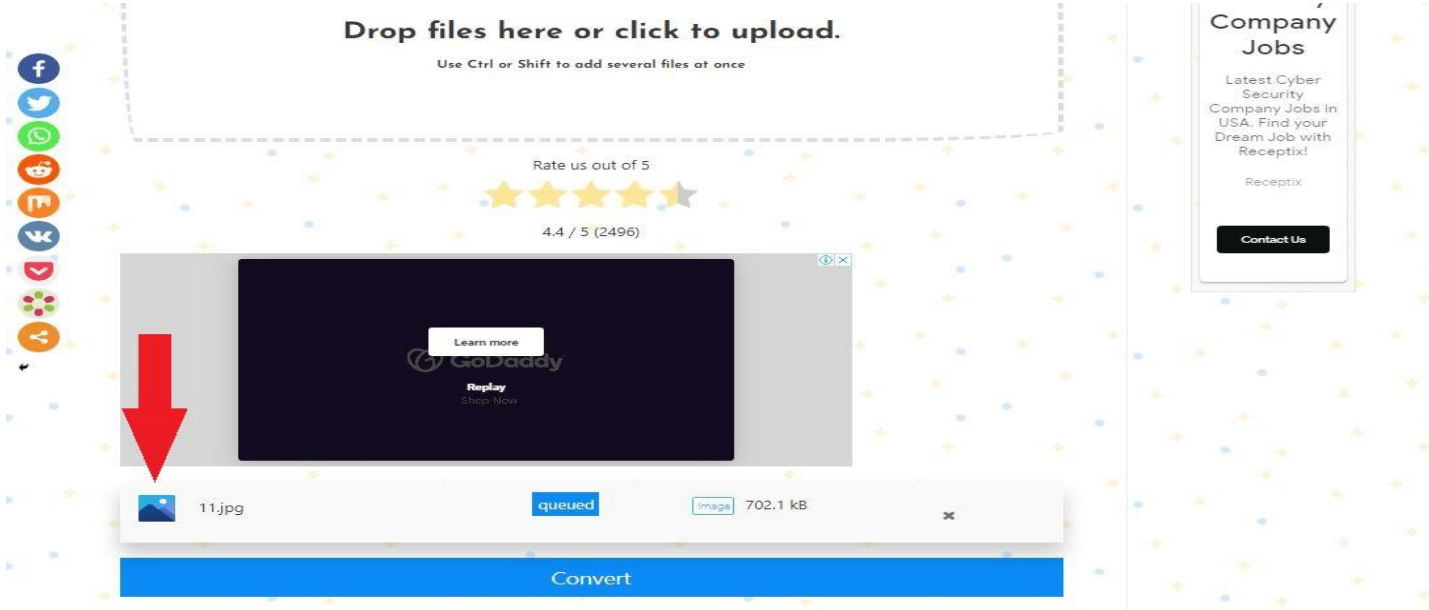 Drop files here or click to upload.
Use Ctrl or Shift to add several files at once
Rate us out of 5
4.4 / 5 (2496)
Learn more
GoDaddy
Replay
Shop Now
11.jpg queued Image 702.1 kB
Convert
Company
Jobs
Latest Cyber
Security
Company Jobs in
USA. Find your
Dream Job with
Receptix!
Receptix
Contact Us